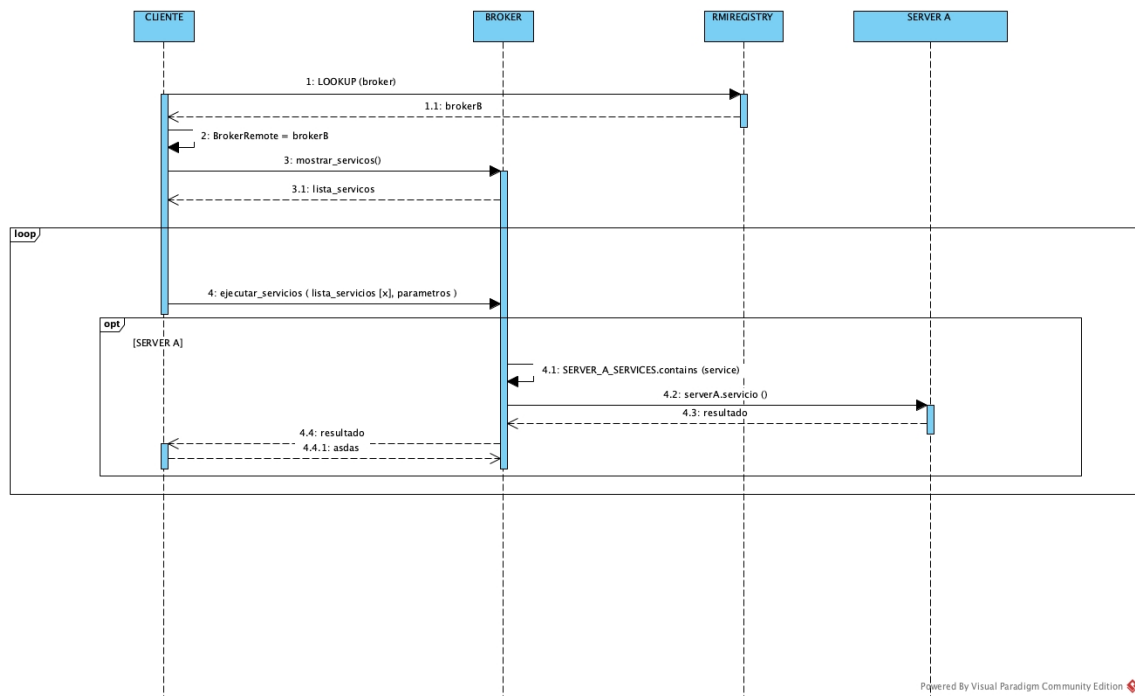 CLIENTE
BROKER
RMIREGISTRY
SERVER A
1: LOOKUP (broker)
1.1: brokerB
2: BrokerRemote = brokerB
3: mostrar_servicos()
3.1: lista_servicos
loop
4: ejecutar_servicios ( lista_servicios [x], parametros )
opt
[SERVER A]
4.1: SERVER_A_SERVICES.contains (service)
4.2: serverA.servicio ()
4.3: resultado
4.4: resultado
4.4.1: asdas
Powered By Visual Paradigm Community Edition